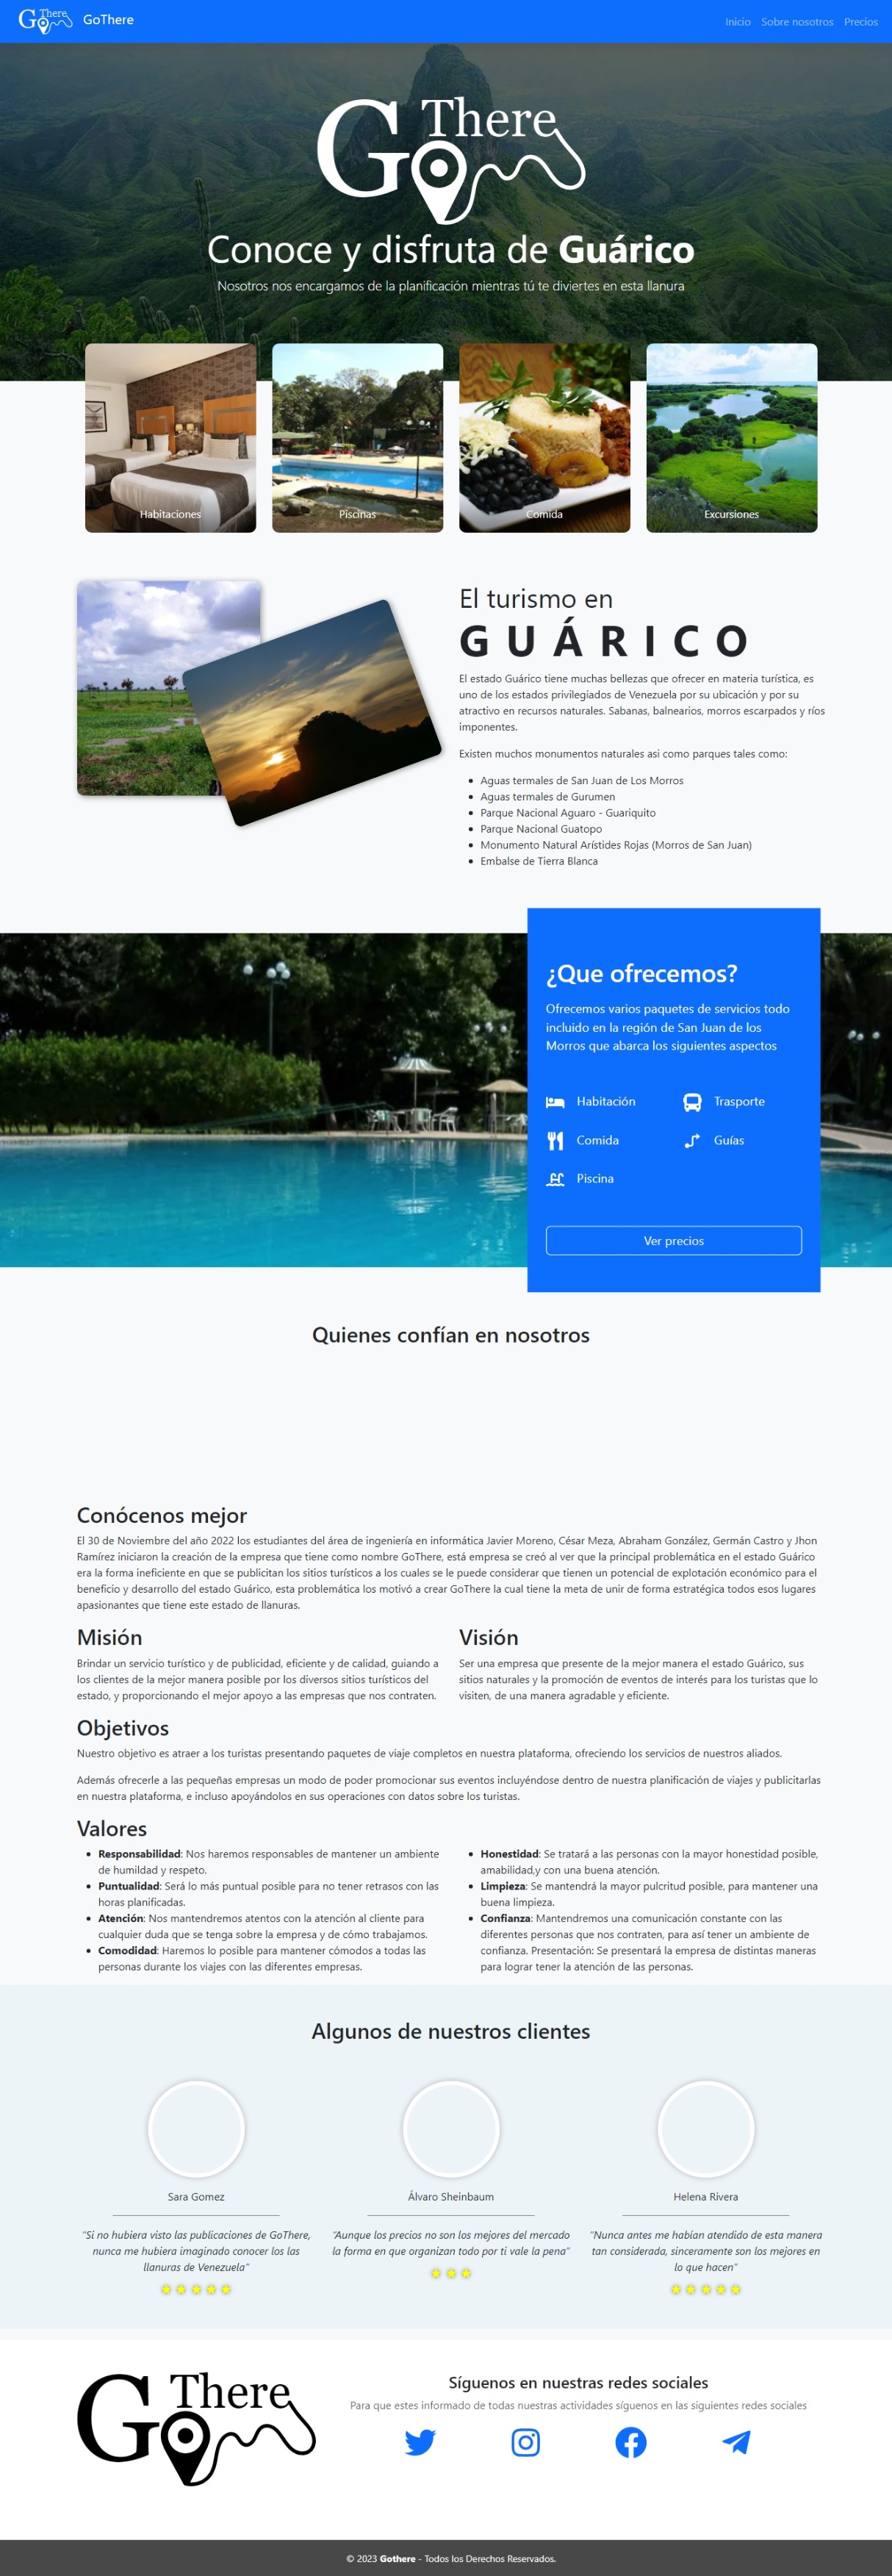 GoThere GoThere
Inicio Sobre nosotros Precios
GoThere
Conoce y disfruta de Guárico
Nosotros nos encargamos de la planificación mientras tú te diviertes en esta llanura
Habitaciones
Piscinas
Comida
Excursiones
El turismo en
GUÁRICO
El estado Guárico tiene muchas bellezas que ofrecer en materia turística, es
uno de los estados privilegiados de Venezuela por su ubicación y por su
atractivo en recursos naturales. Sabanas, balnearios, morros escarpados y ríos
imponentes.
Existen muchos monumentos naturales asi como parques tales como:
Aguas termales de San Juan de Los Morros
Aguas termales de Gurumen
Parque Nacional Aguaro - Guariquito
Parque Nacional Guatopo
Monumento Natural Arístides Rojas (Morros de San Juan)
Embalse de Tierra Blanca
¿Que ofrecemos?
Ofrecemos varios paquetes de servicios todo
incluido en la región de San Juan de los
Morros que abarca los siguientes aspectos
Habitación
Trasporte
Comida
Guías
Piscina
Ver precios
Quienes confían en nosotros
Conócenos mejor
El 30 de Noviembre del año 2022 los estudiantes del área de ingeniería en informática Javier Moreno, César Meza, Abraham González, Germán Castro y Jhon
Ramírez iniciaron la creación de la empresa que tiene como nombre GoThere, está empresa se creó al ver que la principal problemática en el estado Guárico
era la forma ineficiente en que se publicitan los sitios turísticos a los cuales se le puede considerar que tienen un potencial de explotación económico para el
beneficio y desarrollo del estado Guárico, esta problemática los motivó a crear GoThere la cual tiene la meta de unir de forma estratégica todos esos lugares
apasionantes que tiene este estado de llanuras.
Misión
Brindar un servicio turístico y de publicidad, eficiente y de calidad, guiando a
los clientes de la mejor manera posible por los diversos sitios turísticos del
estado, y proporcionando el mejor apoyo a las empresas que nos contraten.
Visión
Ser una empresa que presente de la mejor manera el estado Guárico, sus
sitios naturales y la promoción de eventos de interés para los turistas que lo
visiten, de una manera agradable y eficiente.
Objetivos
Nuestro objetivo es atraer a los turistas presentando paquetes de viaje completos en nuestra plataforma, ofreciendo los servicios de nuestros aliados.
Además ofrecerle a las pequeñas empresas un modo de poder promocionar sus eventos incluyéndose dentro de nuestra planificación de viajes y publicitarlas
en nuestra plataforma, e incluso apoyándolos en sus operaciones con datos sobre los turistas.
Valores
Responsabilidad: Nos haremos responsables de mantener un ambiente
de humildad y respeto.
Puntualidad: Será lo más puntual posible para no tener retrasos con las
horas planificadas.
Atención: Nos mantendremos atentos con la atención al cliente para
cualquier duda que se tenga sobre la empresa y de cómo trabajamos.
Comodidad: Haremos lo posible para mantener cómodos a todas las
personas durante los viajes con las diferentes empresas.
Honestidad: Se tratará a las personas con la mayor honestidad posible,
amabilidad,y con una buena atención.
Limpieza: Se mantendrá la mayor pulcritud posible, para mantener una
buena limpieza.
Confianza: Mantendremos una comunicación constante con las
diferentes personas que nos contraten, para así tener un ambiente de
confianza. Presentación: Se presentará la empresa de distintas maneras
para lograr tener la atención de las personas.
Algunos de nuestros clientes
Sara Gomez
"Si no hubiera visto las publicaciones de GoThere,
nunca me hubiera imaginado conocer los las
llanuras de Venezuela"
Álvaro Sheinbaum
"Aunque los precios no son los mejores del mercado
la forma en que organizan todo por ti vale la pena"
Helena Rivera
"Nunca antes me habían atendido de esta manera
tan considerada, sinceramente son los mejores en
lo que hacen"
GoThere
Síguenos en nuestras redes sociales
Para que estes informado de todas nuestras actividades síguenos en las siguientes redes sociales
© 2023 Gothere - Todos los Derechos Reservados.